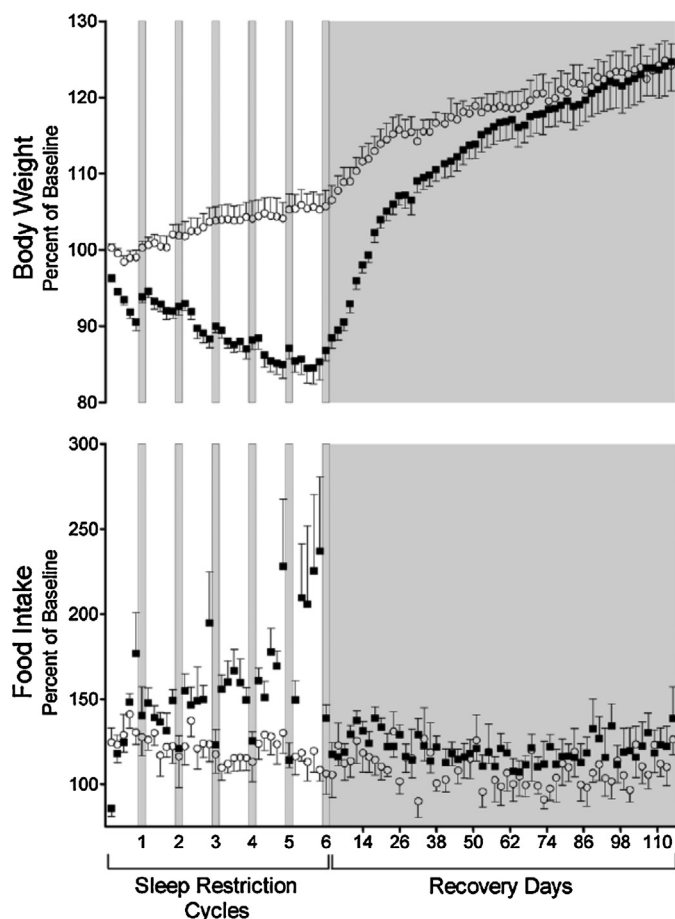 130
120
110
100
90
80
Body Weight
Percent of Baseline
300
250
200
150
100
Food Intake
Percent of Baseline
1 2 3 4 5 6 14 26 38 50 62 74 86 98 110
Sleep Restriction
Cycles
Recovery Days